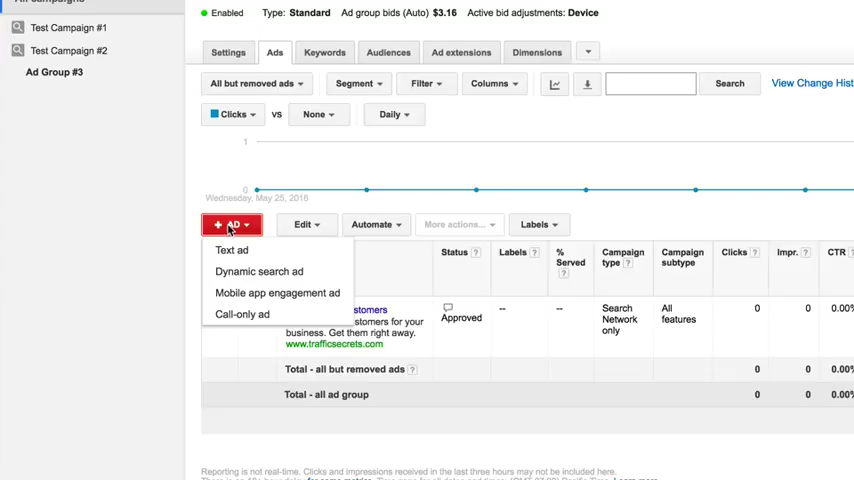 All campaigns
Test Campaign #1
Test Campaign #2
Ad Group #3
Enabled Type: Standard Ad group bids (Auto) $3.16 Active bid adjustments: Device
Settings Ads Keywords Audiences Ad extensions Dimensions
All but removed ads Segment Filter Columns Search View Change Hist
Clicks VS None Daily
1
0
Wednesday, May 25, 2016
+ AD Edit Automate More actions... Labels
Text ad
Dynamic search ad
Mobile app engagement ad
Call-only ad
Status ? Labels ? % Served ? Campaign type ? Campaign subtype Clicks ? Impr. ? CTR ?
stomers
stomers for your
business. Get them right away.
www.trafficsecrets.com
Approved -- -- Search Network only All features 0 0 0.00%
Total - all but removed ads ? 0 0 0.00%
Total - all ad group 0 0 0.00%
Reporting is not real-time. Clicks and impressions received in the last three hours may not be included here.